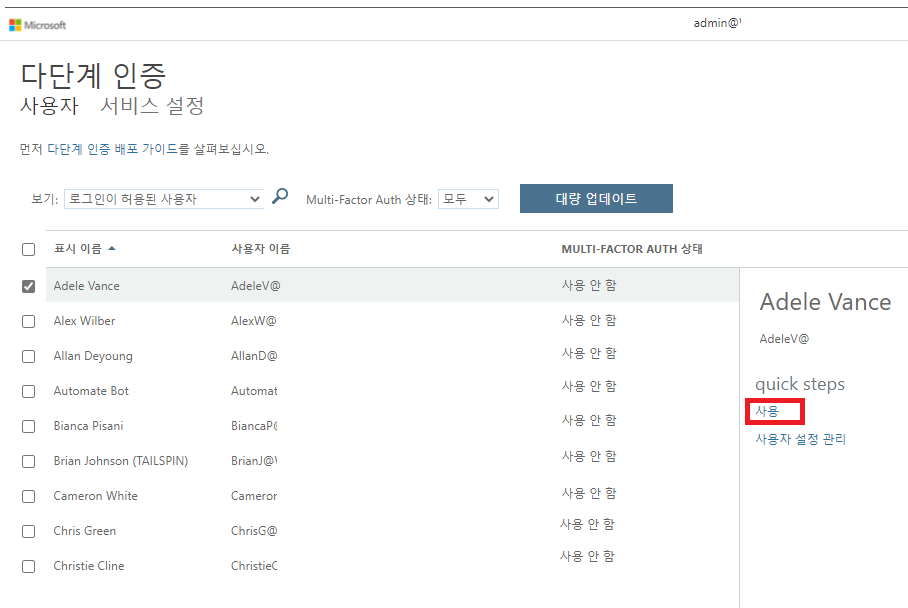 Microsoft
admin@
다단계 인증
사용자 서비스 설정
먼저 다단계 인증 배포 가이드를 살펴보십시오.
보기: 로그인이 허용된 사용자 Multi-Factor Auth 상태: 모두 대량 업데이트
표시 이름 사용자 이름 MULTI-FACTOR AUTH 상태
Adele Vance AdeleV@ 사용 안 함
Alex Wilber AlexW@ 사용 안 함
Allan Deyoung AllanD@ 사용 안 함
Automate Bot Automat 사용 안 함
Bianca Pisani BiancaP@ 사용 안 함
Brian Johnson (TAILSPIN) BrianJ@ 사용 안 함
Cameron White Cameron 사용 안 함
Chris Green ChrisG@ 사용 안 함
Christie Cline ChristieC 사용 안 함
Adele Vance
AdeleV@
quick steps
사용
사용자 설정 관리